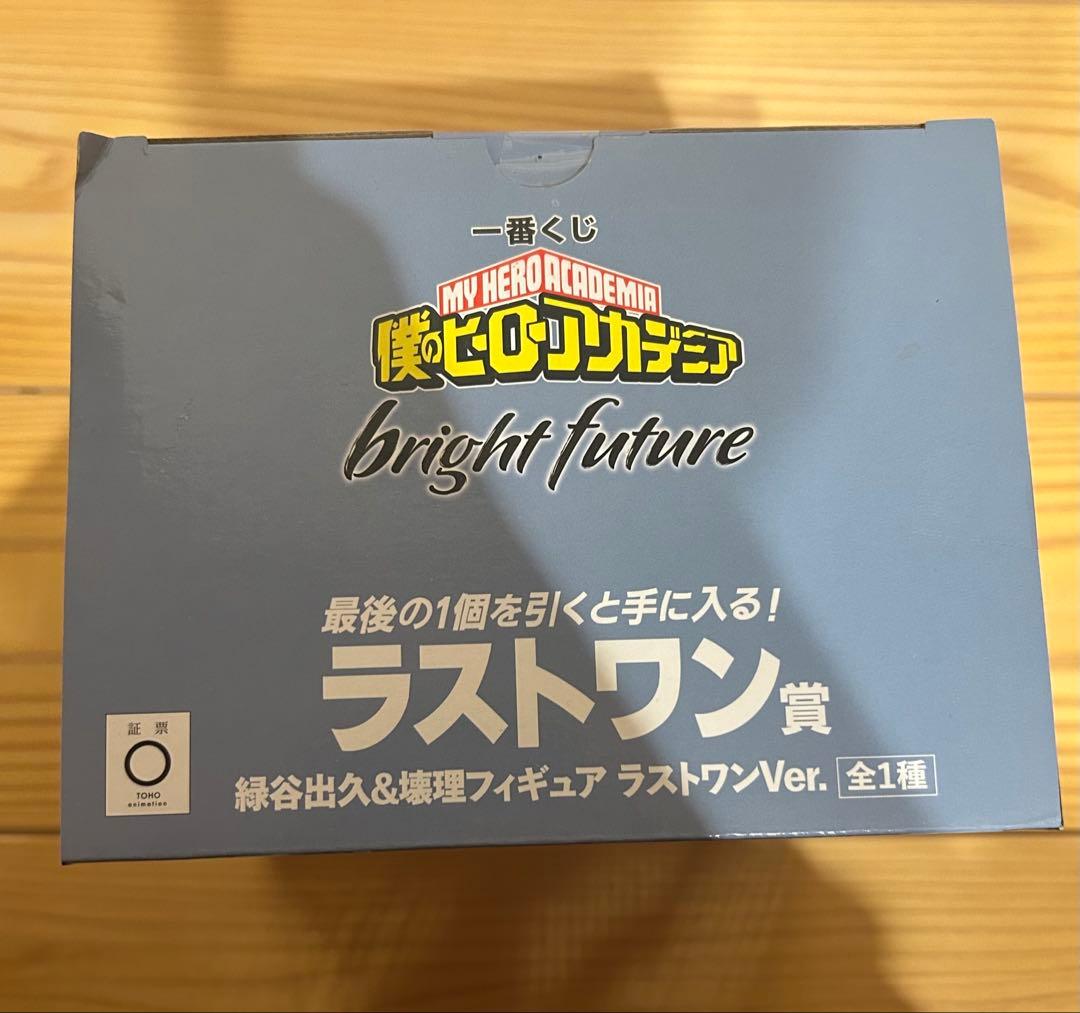 一番くじ
MY HERO ACADEMIA
僕のヒーローアカデミア
bright future
最後の1個を引くと手に入る!
ラストワン賞
緑谷出久&壊理フィギュア ラストワンVer. 全1種
証票
TOHO
animation